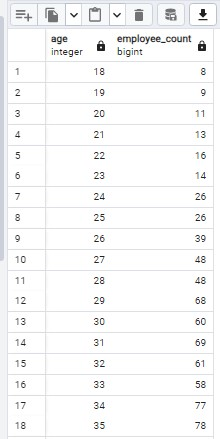 age employee_count
integer bigint
1 18 8
2 19 9
3 20 11
4 21 13
5 22 16
6 23 14
7 24 26
8 25 26
9 26 39
10 27 48
11 28 48
12 29 68
13 30 60
14 31 69
15 32 61
16 33 58
17 34 77
18 35 78